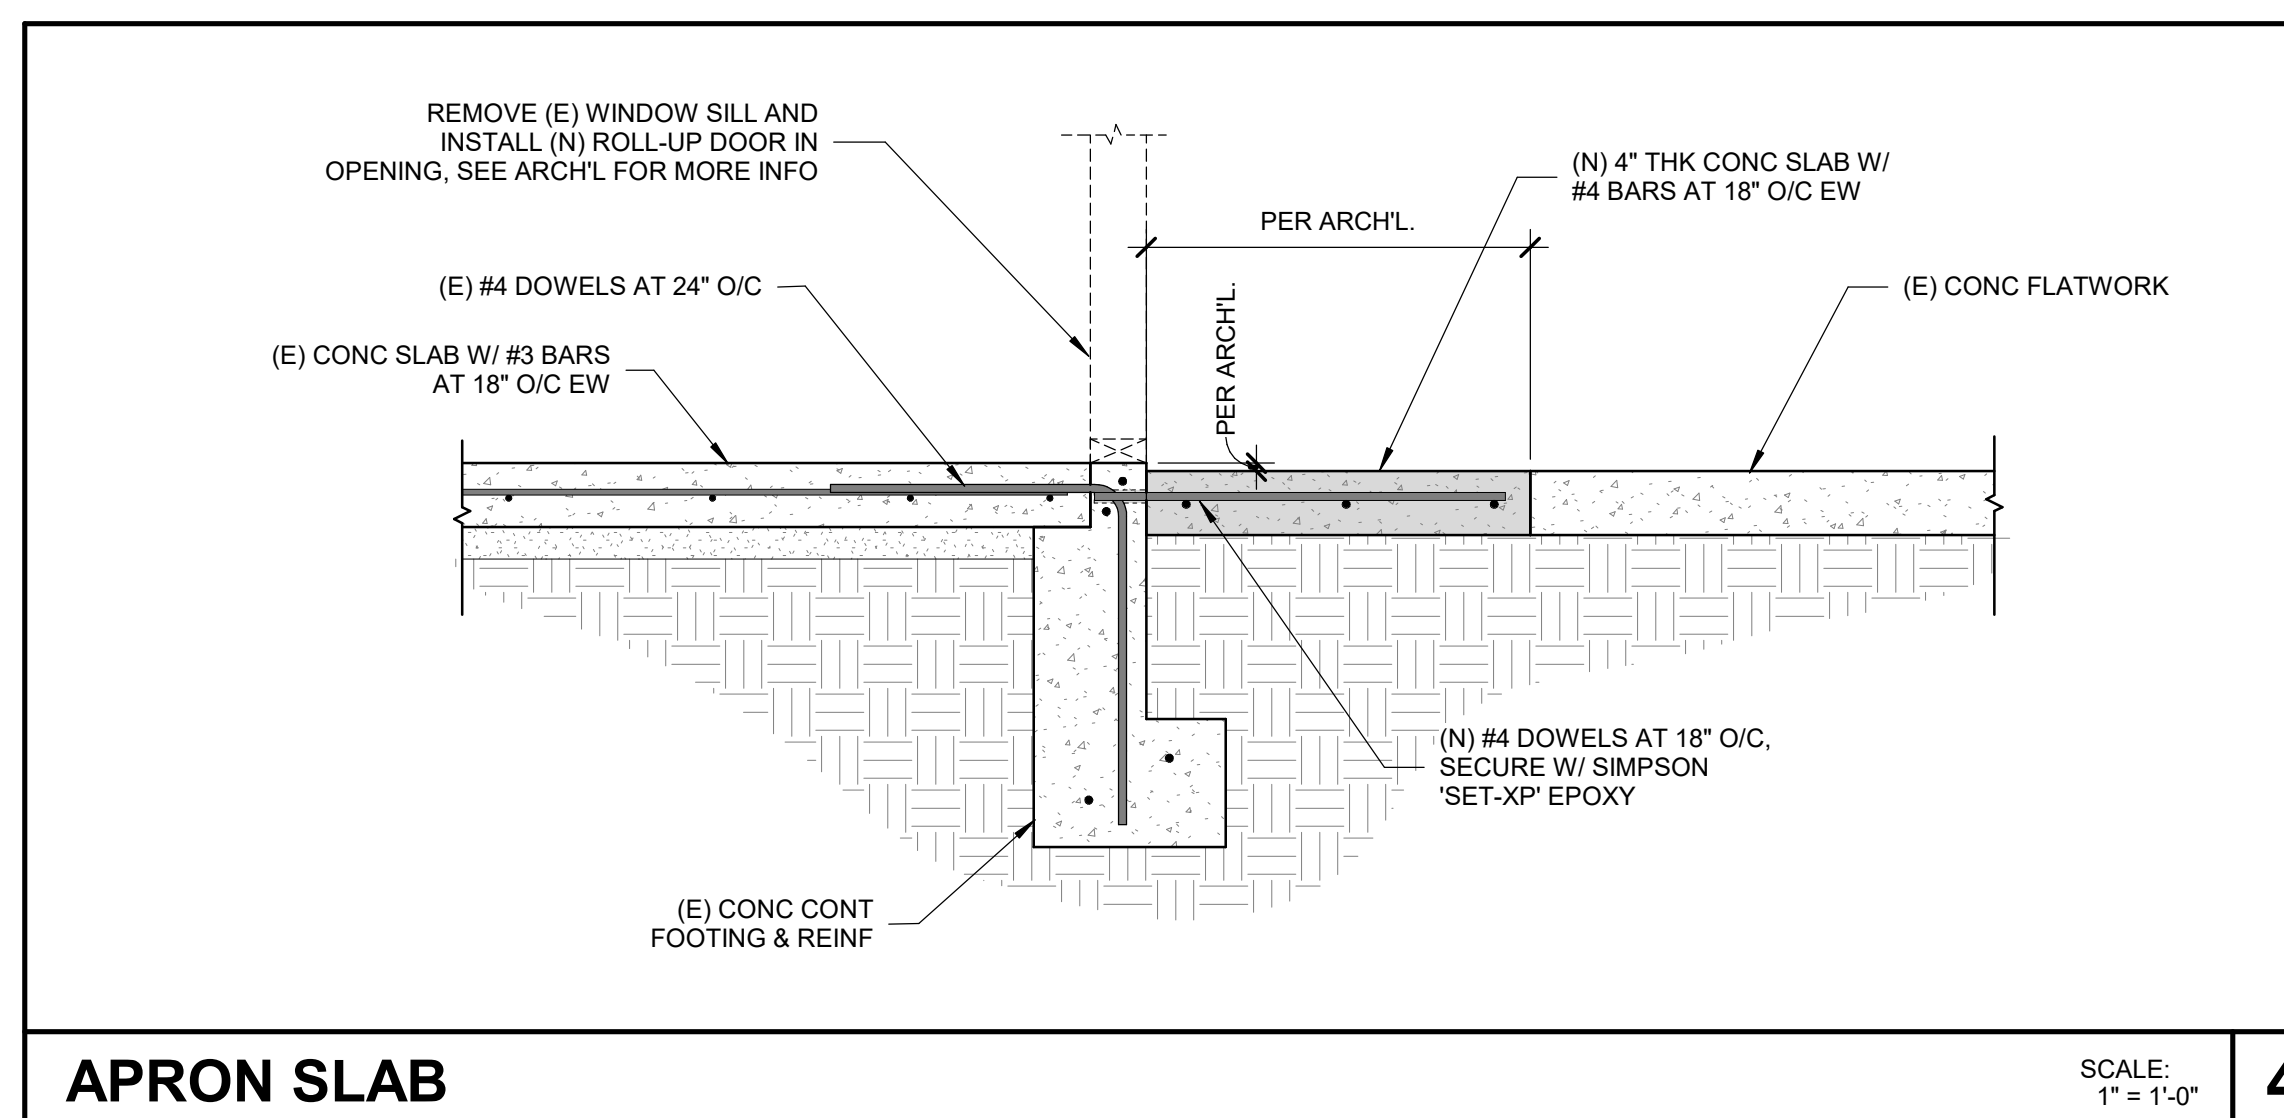 REMOVE (E) WINDOW SILL AND
INSTALL (N) ROLL-UP DOOR IN
OPENING, SEE ARCH'L FOR MORE INFO
(N) 4" THK CONC SLAB W/
#4 BARS AT 18" O/C EW
PER ARCH'L.
(E) #4 DOWELS AT 24" O/C
(E) CONC FLATWORK
PER ARCH'L.
(E) CONC SLAB W/ #3 BARS
AT 18" O/C EW
(N) #4 DOWELS AT 18" O/C,
SECURE W/ SIMPSON
'SET-XP' EPOXY
(E) CONC CONT
FOOTING & REINF
APRON SLAB
SCALE:
1" = 1'-0"
4